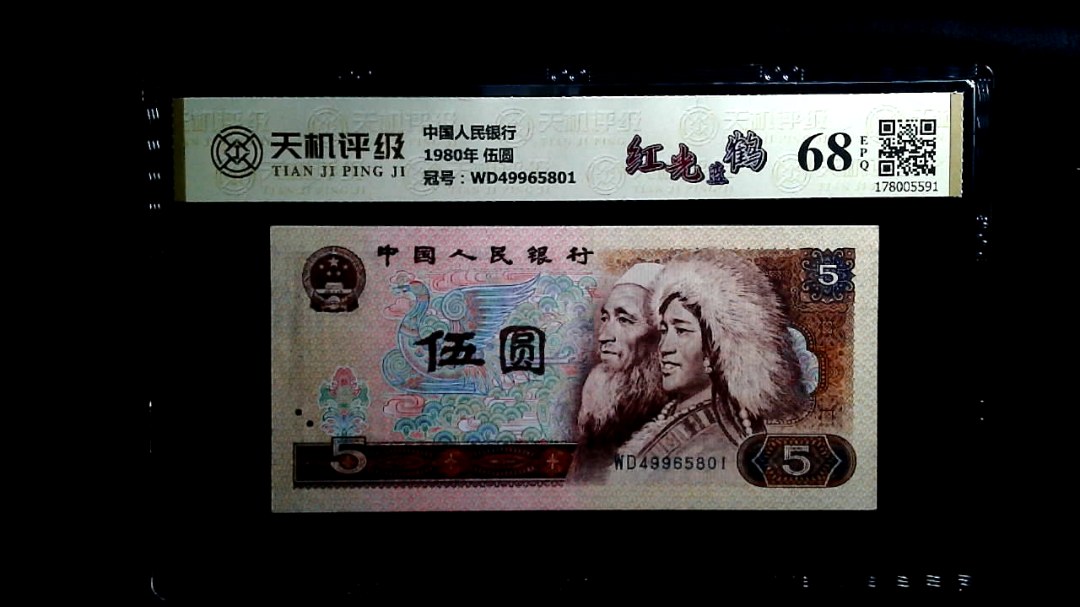 天机评级
TIAN JI PING JI
中国人民银行
1980年 伍圆
冠号：WD49965801
红光蓝鹤
68
EPQ
178005591
中国人民银行
5
伍圆
5
WD49965801
5